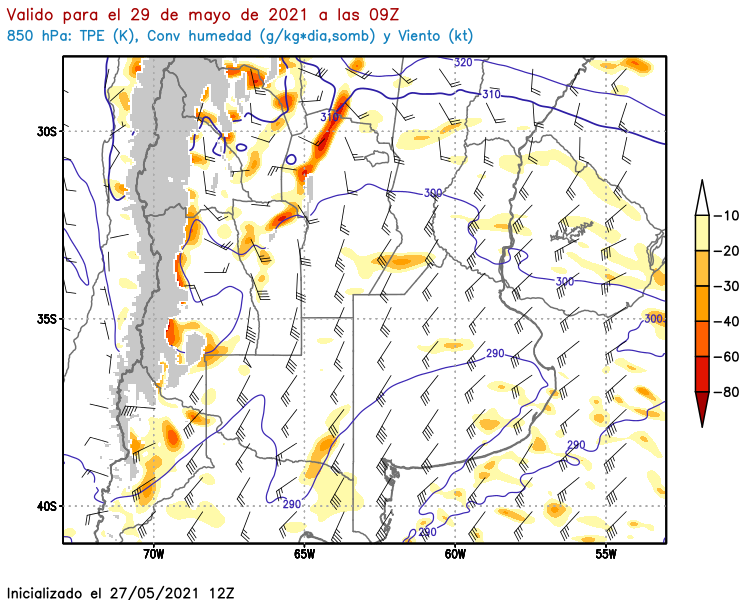 Valido para el 29 de mayo de 2021 a las 09Z
850 hPa: TPE (K), Conv humedad (g/kg*dia,somb) y Viento (kt)
320
310
310
30S
300
-10
-20
300
-30
35S
300
-40
290
-60
-80
290
290
40S
290
70W 65W 60W 55W
Inicializado el 27/05/2021 12Z